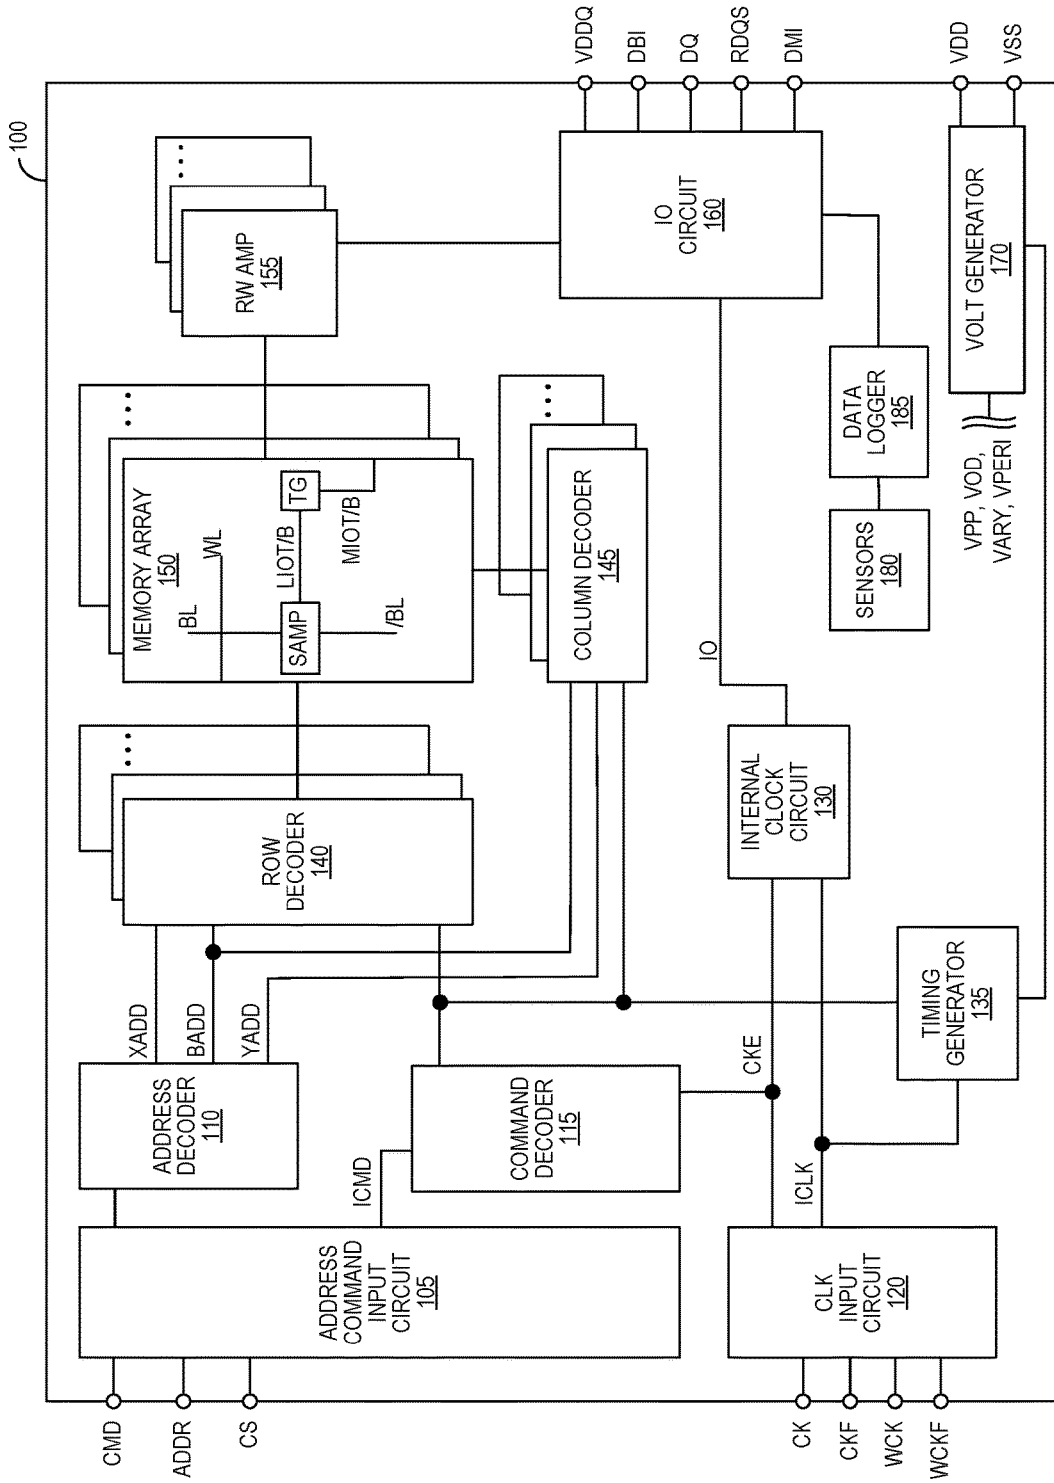 100
CMD
ADDR
CS
ADDRESS
COMMAND
INPUT
CIRCUIT
105
ADDRESS
DECODER
110
XADD
BADD
YADD
ICMD
COMMAND
DECODER
115
ROW
DECODER
140
...
MEMORY ARRAY
150
BL
WL
SAMP
/BL
LIOT/B
TG
MIOT/B
...
COLUMN DECODER
145
...
RW AMP
155
...
CK
CKF
WCK
WCKF
CLK
INPUT
CIRCUIT
120
CKE
ICLK
INTERNAL
CLOCK
CIRCUIT
130
TIMING
GENERATOR
135
IO
IO
CIRCUIT
160
SENSORS
180
DATA
LOGGER
185
VOLT GENERATOR
170
VPP, VOD,
VARY, VPERI
VDDQ
DBI
DQ
RDQS
DMI
VDD
VSS